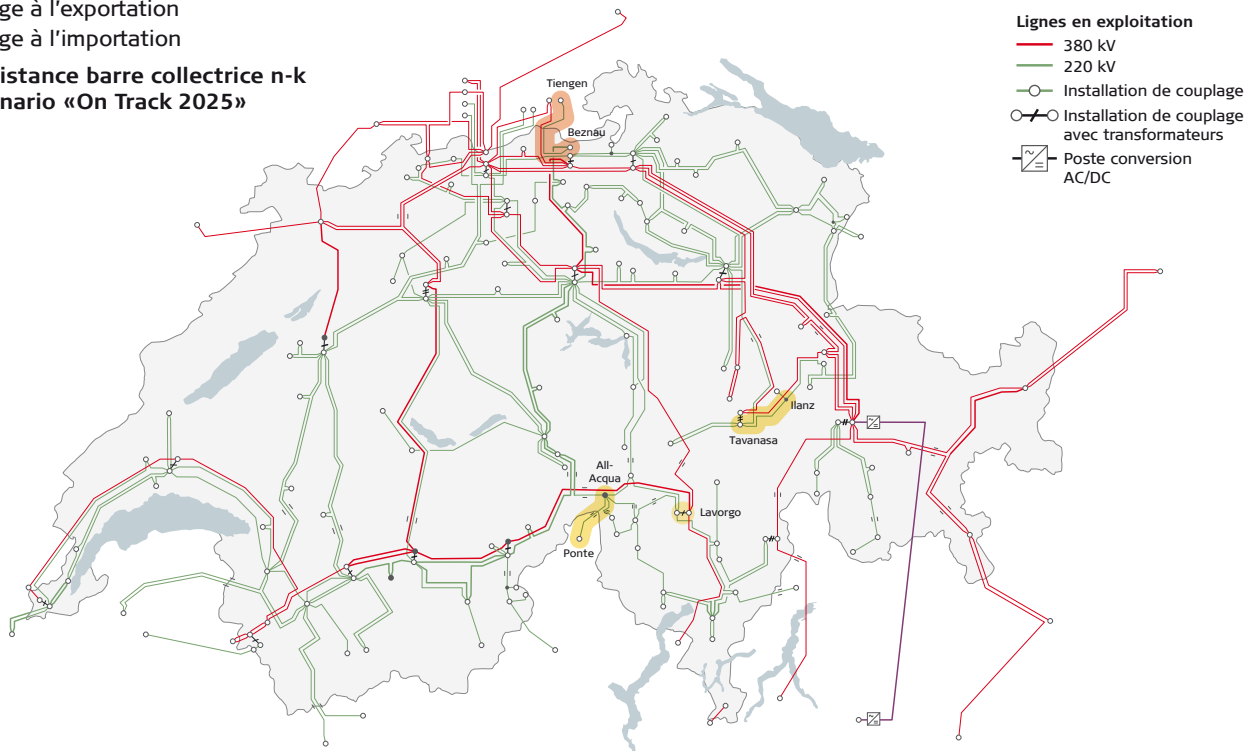 ge à l'exportation
ge à l'importation
istance barre collectrice n-k
nario «On Track 2025»
Lignes en exploitation
380 kV
220 kV
Installation de couplage
Installation de couplage
avec transformateurs
Poste conversion
AC/DC
Tiengen
Beznau
Ilanz
Tavanasa
All-
Acqua
Lavorgo
Ponte